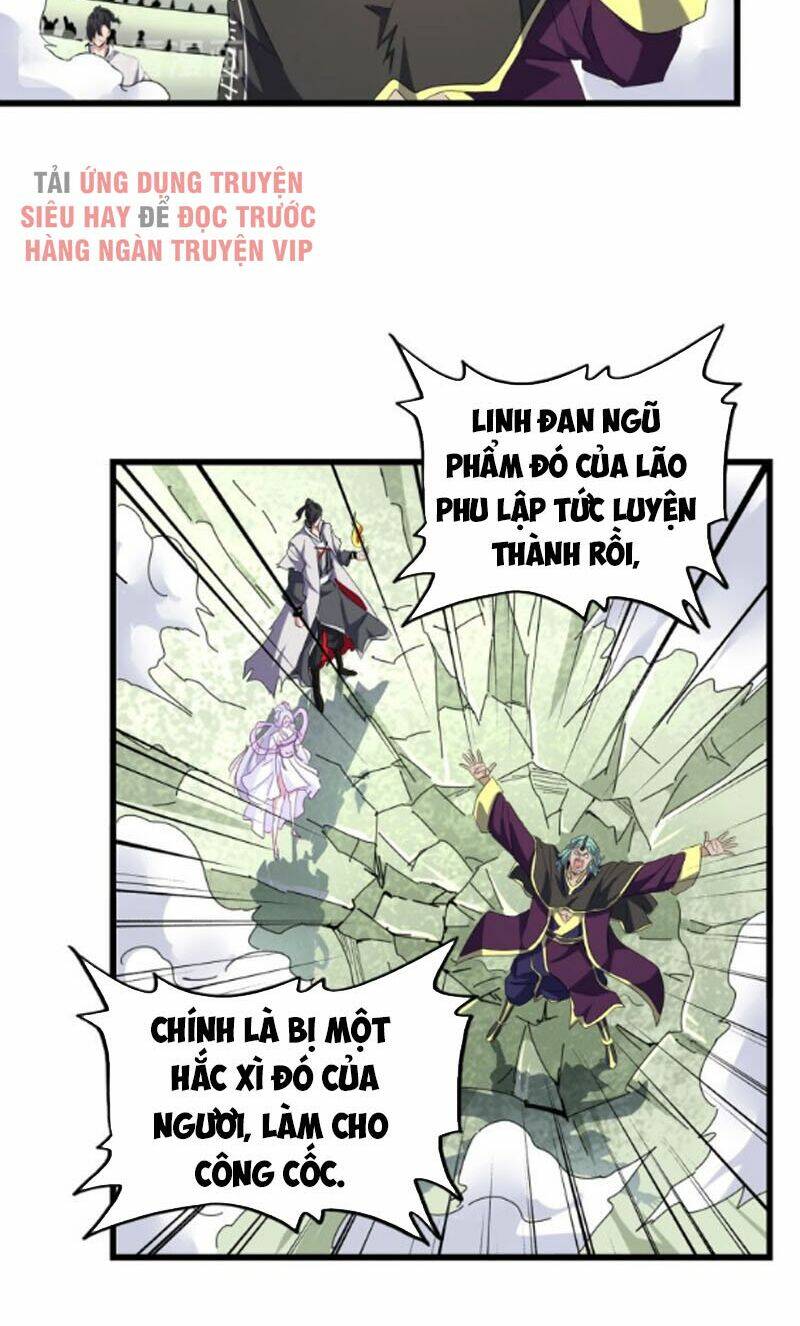 TẢI ỨNG DỤNG TRUYỆN
SIÊU HAY ĐỂ ĐỌC TRƯỚC
HÀNG NGÀN TRUYỆN VIP
LINH ĐAN NGŨ
PHẨM ĐÓ CỦA LÃO
PHU LẬP TỨC LUYỆN
THÀNH RỒI,
CHÍNH LÀ BỊ MỘT
HẮC XÌ ĐÓ CỦA
NGƯƠI, LÀM CHO
CÔNG CỐC.